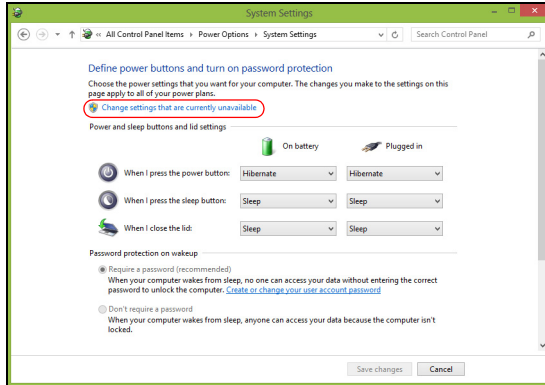 System Settings
« All Control Panel Items Power Options System Settings
Search Control Panel
Define power buttons and turn on password protection
Choose the power settings that you want for your computer. The changes you make to the settings on this
page apply to all of your power plans.
Change settings that are currently unavailable
Power and sleep buttons and lid settings
On battery Plugged in
When I press the power button: Hibernate Hibernate
When I press the sleep button: Sleep Sleep
When I close the lid: Sleep Sleep
Password protection on wakeup
Require a password (recommended)
When your computer wakes from sleep, no one can access your data without entering the correct
password to unlock the computer. Create or change your user account password
Don't require a password
When your computer wakes from sleep, anyone can access your data because the computer isn't
locked.
Save changes Cancel